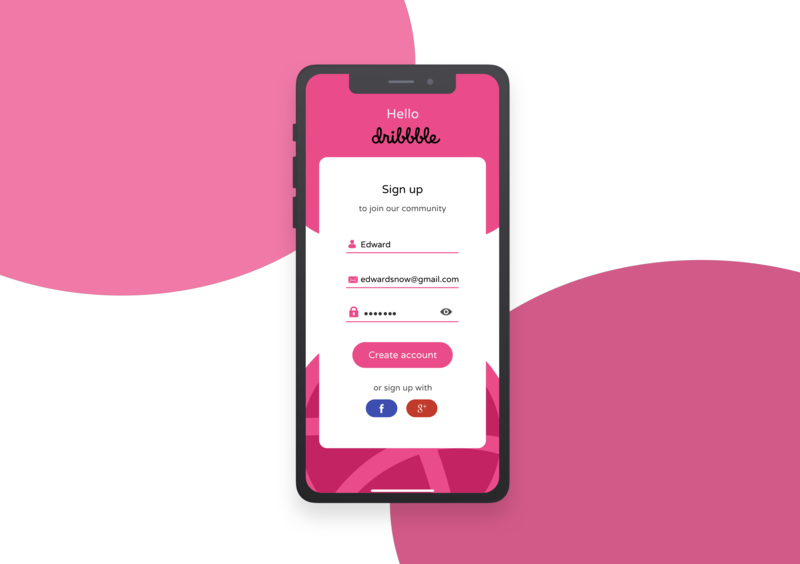 Hello
dribbble
Sign up
to join our community
Edward
edwardsnow@gmail.com
•••••••
Create account
or sign up with
f
g+